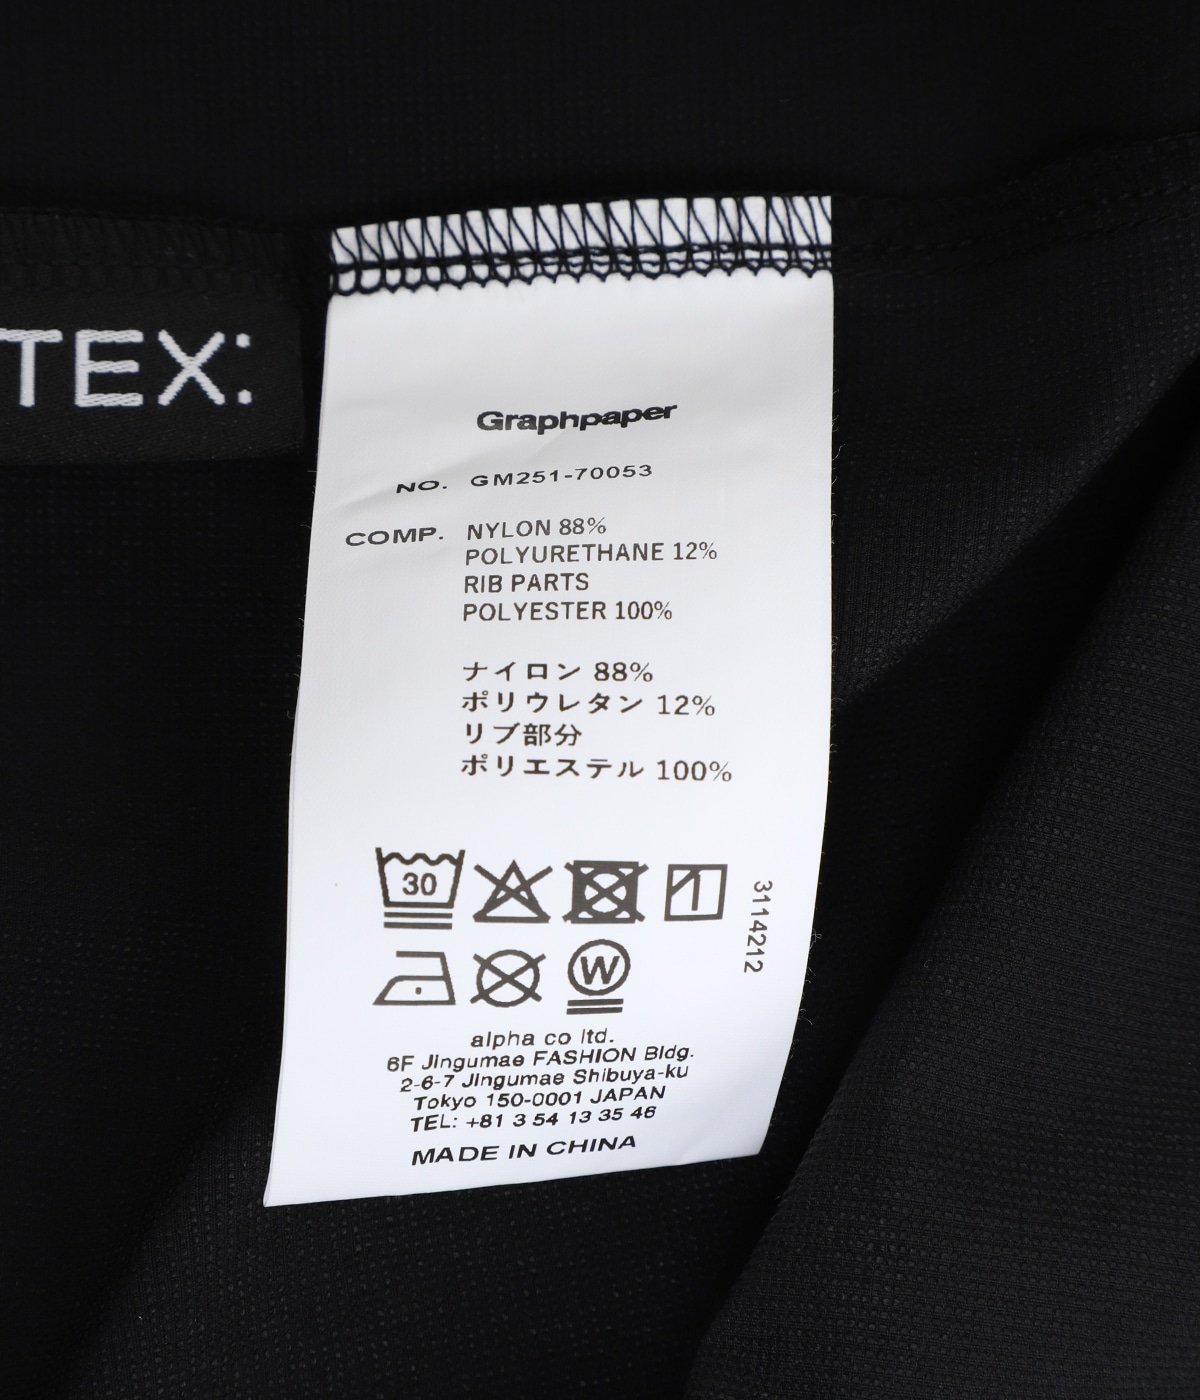 TEX:
Graphpaper
NO. GM251-70053
COMP. NYLON 88%
POLYURETHANE 12%
RIB PARTS
POLYESTER 100%
ナイロン 88%
ポリウレタン 12%
リブ部分
ポリエステル 100%
30
W
3114212
alpha co ltd.
6F Jingumae FASHION Bldg.
2-6-7 Jingumae Shibuya-ku
Tokyo 150-0001 JAPAN
TEL: +81 3 54 13 35 46
MADE IN CHINA